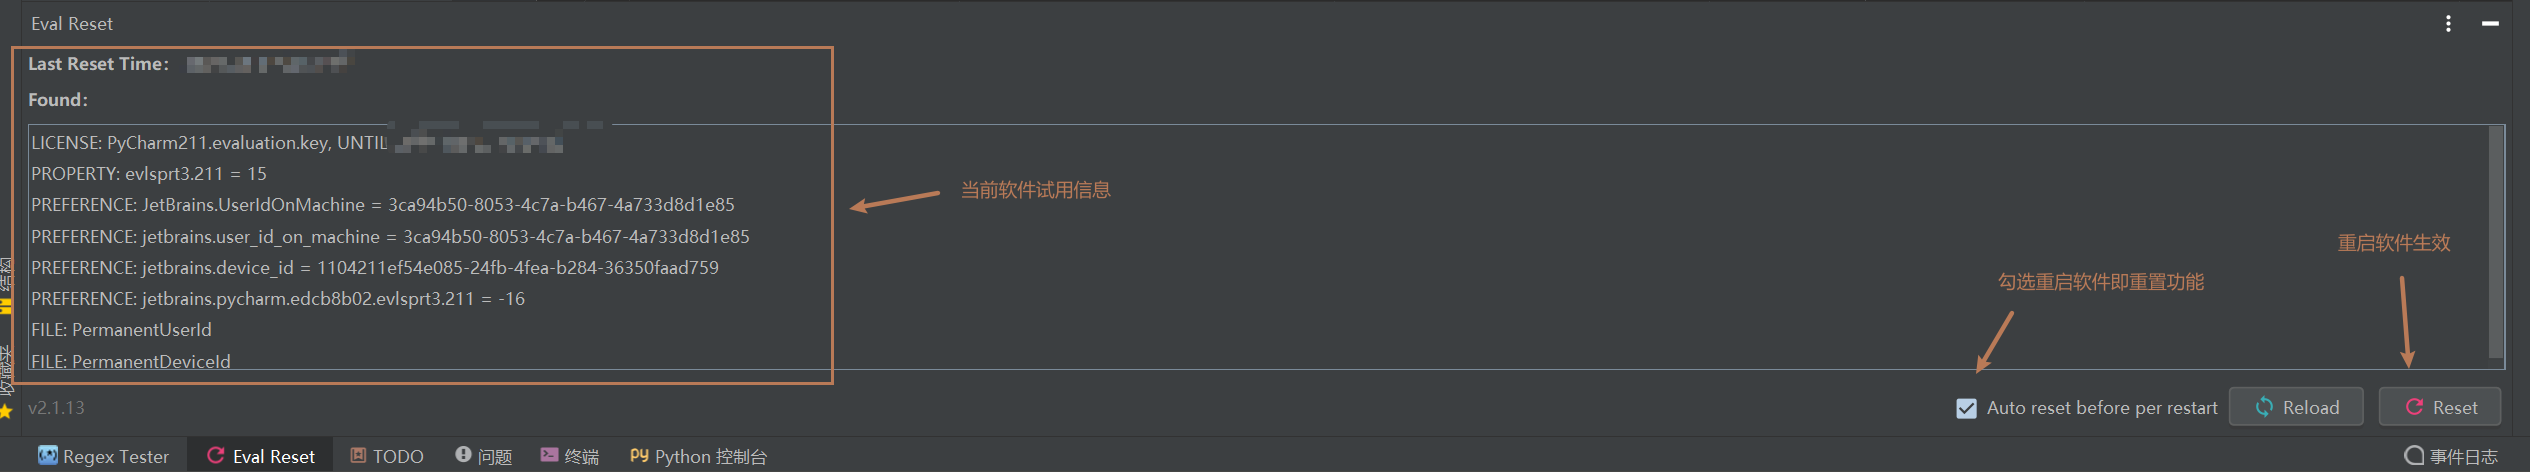 Eval Reset
Last Reset Time:
Found:
LICENSE: PyCharm211.evaluation.key, UNTIL
PROPERTY: evlsprt3.211 = 15
PREFERENCE: JetBrains.UserIdOnMachine = 3ca94b50-8053-4c7a-b467-4a733d8d1e85
PREFERENCE: jetbrains.user_id_on_machine = 3ca94b50-8053-4c7a-b467-4a733d8d1e85
PREFERENCE: jetbrains.device_id = 1104211ef54e085-24fb-4fea-b284-36350faad759
PREFERENCE: jetbrains.pycharm.edcb8b02.evlsprt3.211 = -16
FILE: PermanentUserId
FILE: PermanentDeviceId
当前软件试用信息
重启软件生效
勾选重启软件即重置功能
结构
收藏夹
v2.1.13
Auto reset before per restart
Reload
Reset
Regex Tester
Eval Reset
TODO
问题
终端
Python 控制台
事件日志